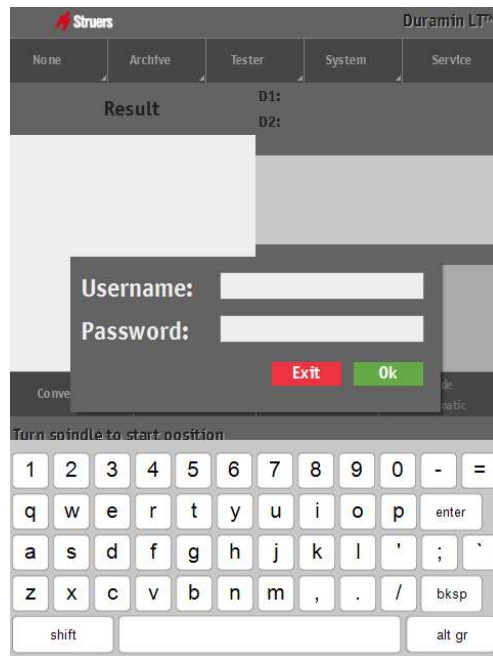 Struers
Duramin LT™
None Archive Tester System Service
Result
D1:
D2:
Username:
Password:
Exit Ok
Turn spindle to start position
1 2 3 4 5 6 7 8 9 0 - =
q w e r t y u i o p enter
a s d f g h j k l ' ; `
z x c v b n m , . / bksp
shift alt gr